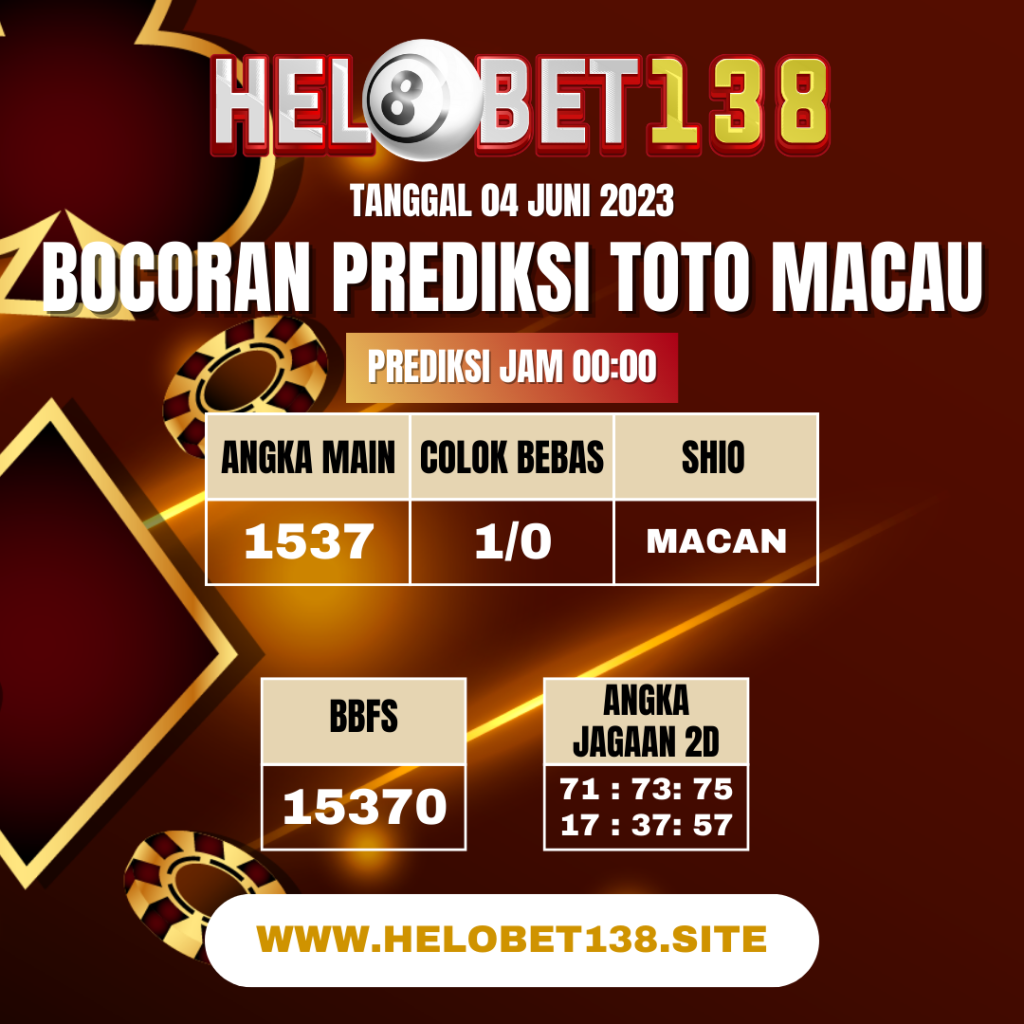 HELOBET138
TANGGAL 04 JUNI 2023
BOCORAN PREDIKSI TOTO MACAU
PREDIKSI JAM 00:00
ANGKA MAIN COLOK BEBAS SHIO
1537 1/0 MACAN
BBFS
15370
ANGKA
JAGAAN 2D
71 : 73: 75
17 : 37: 57
WWW.HELOBET138.SITE